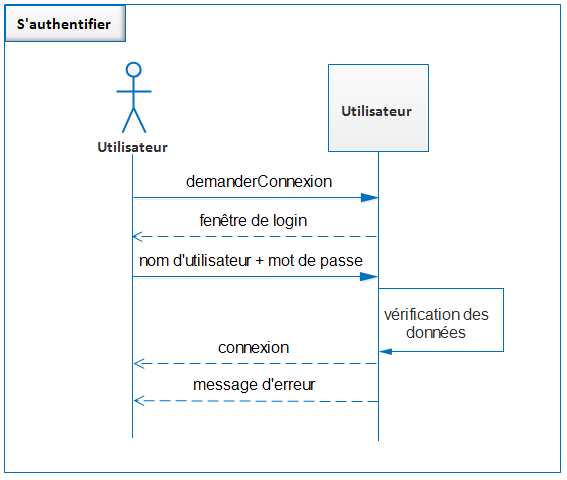 S'authentifier
Utilisateur
Utilisateur
demanderConnexion
fenêtre de login
nom d'utilisateur + mot de passe
vérification des
données
connexion
message d'erreur